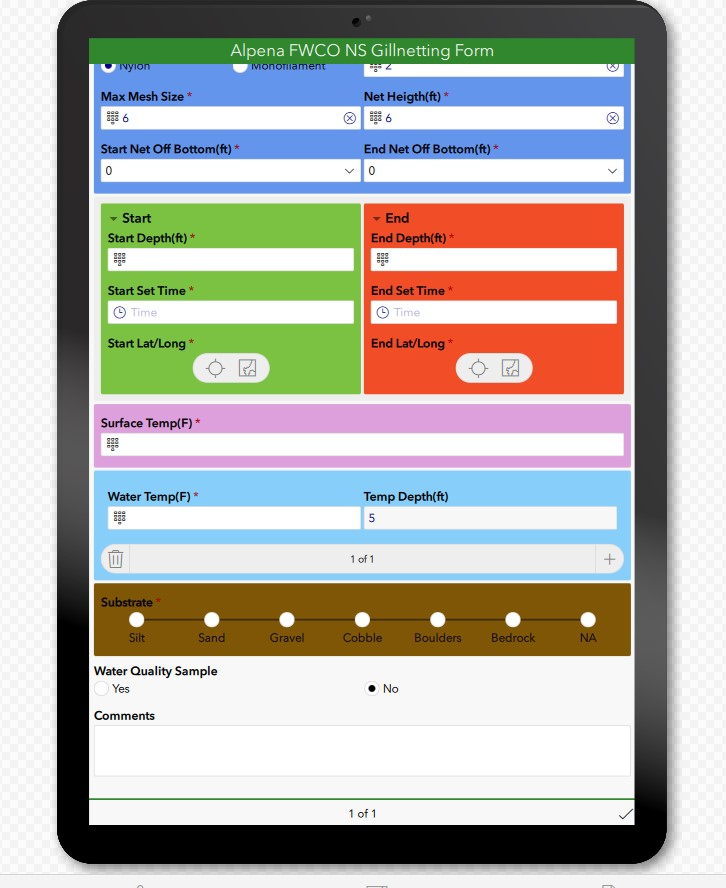 Alpena FWCO NS Gillnetting Form
Nylon Monofilament 2
Max Mesh Size * Net Heigth(ft) *
6 6
Start Net Off Bottom(ft) * End Net Off Bottom(ft) *
0 0
Start End
Start Depth(ft) * End Depth(ft) *
Start Set Time * End Set Time *
Time Time
Start Lat/Long * End Lat/Long *
Surface Temp(F) *
Water Temp(F) * Temp Depth(ft)
5
1 of 1
Substrate *
Silt Sand Gravel Cobble Boulders Bedrock NA
Water Quality Sample
Yes No
Comments
1 of 1